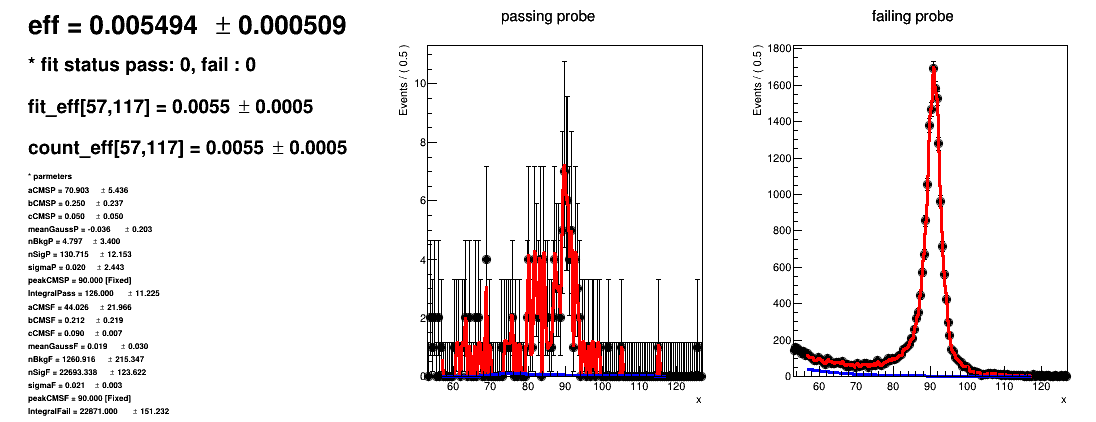 eff = 0.005494 ± 0.000509
* fit status pass: 0, fail : 0
fit_eff[57,117] = 0.0055 ± 0.0005
count_eff[57,117] = 0.0055 ± 0.0005
* parmeters
aCMSP = 70.903 ± 5.436
bCMSP = 0.250 ± 0.237
cCMSP = 0.050 ± 0.050
meanGaussP = -0.036 ± 0.203
nBkgP = 4.797 ± 3.400
nSigP = 130.715 ± 12.153
sigmaP = 0.020 ± 2.443
peakCMSP = 90.000 [Fixed]
IntegralPass = 126.000 ± 11.225
aCMSF = 44.026 ± 21.966
bCMSF = 0.212 ± 0.219
cCMSF = 0.090 ± 0.007
meanGaussF = 0.019 ± 0.030
nBkgF = 1260.916 ± 215.347
nSigF = 22693.338 ± 123.622
sigmaF = 0.021 ± 0.003
peakCMSF = 90.000 [Fixed]
IntegralFail = 22871.000 ± 151.232
passing probe
Events / ( 0.5 )
10
8
6
4
2
0
60 70 80 90 100 110 120
x
failing probe
Events / ( 0.5 )
1800
1600
1400
1200
1000
800
600
400
200
0
60 70 80 90 100 110 120
x